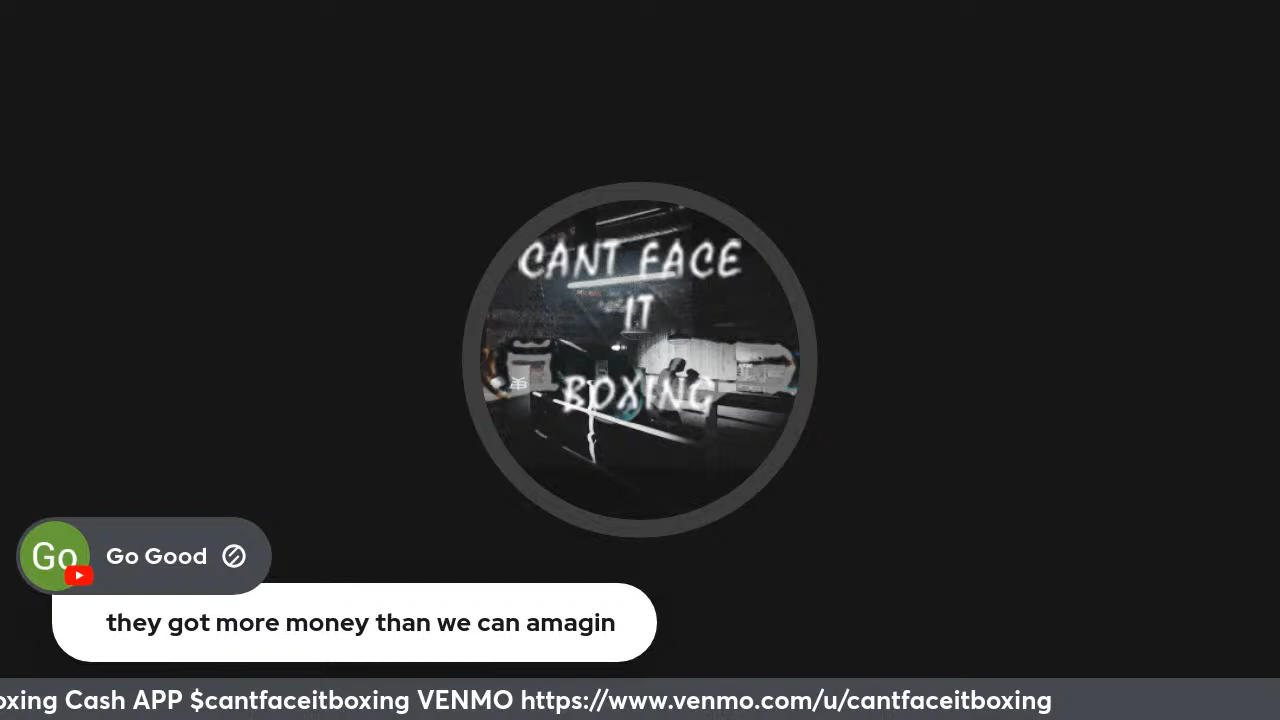 CANT FACE
IT
BOXING
Go
Go Good
they got more money than we can amagin
oxing Cash APP $cantfaceitboxing VENMO https://www.venmo.com/u/cantfaceitboxing